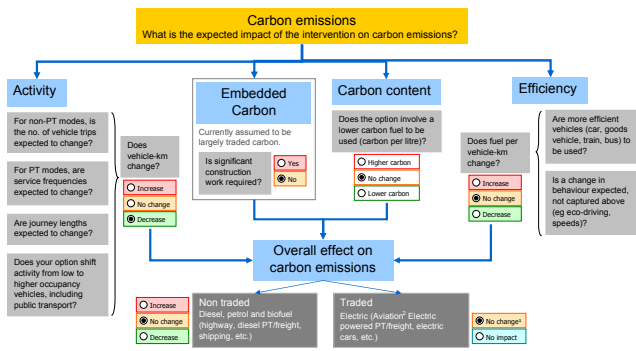 Carbon emissions
What is the expected impact of the intervention on carbon emissions?
Activity
For non-PT modes, is
the no. of vehicle trips
expected to change?
For PT modes, are
service frequencies
expected to change?
Are journey lengths
expected to change?
Does your option shift
activity from low to
higher occupancy
vehicles, including
public transport?
Does
vehicle-km
change?
Increase
No change
Decrease
Embedded
Carbon
Currently assumed to be
largely traded carbon.
Is significant
construction
work required?
Yes
No
Carbon content
Does the option involve a
lower carbon fuel to be
used (carbon per litre)?
Higher carbon
No change
Lower carbon
Efficiency
Does fuel per
vehicle-km
change?
Increase
No change
Decrease
Are more efficient
vehicles (car, goods
vehicle, train, bus) to
be used?
Is a change in
behaviour expected,
not captured above
(eg eco-driving,
speeds)?
Overall effect on
carbon emissions
Increase
No change
Decrease
Non traded
Diesel, petrol and biofuel
(highway, diesel PT/freight,
shipping, etc.)
Traded
Electric (Aviation² Electric
powered PT/freight, electric
cars, etc.)
No change
No impact